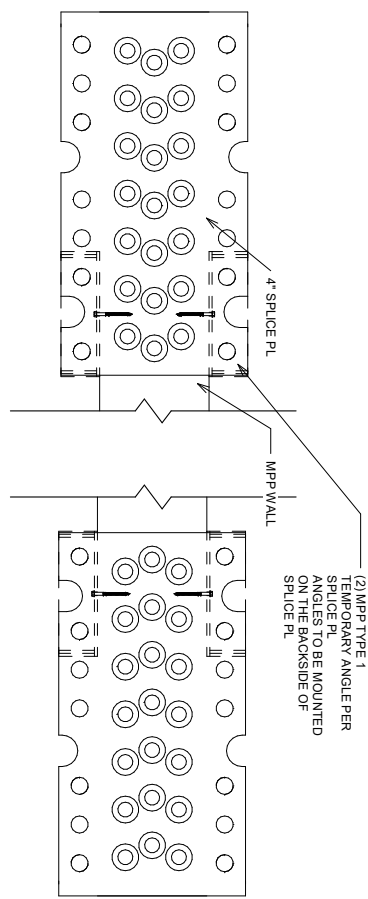 (2) MPP TYPE 1
TEMPORARY ANGLE PER
SPLICE PL
ANGLES TO BE MOUNTED
ON THE BACKSIDE OF
SPLICE PL
4" SPLICE PL
MPP WALL